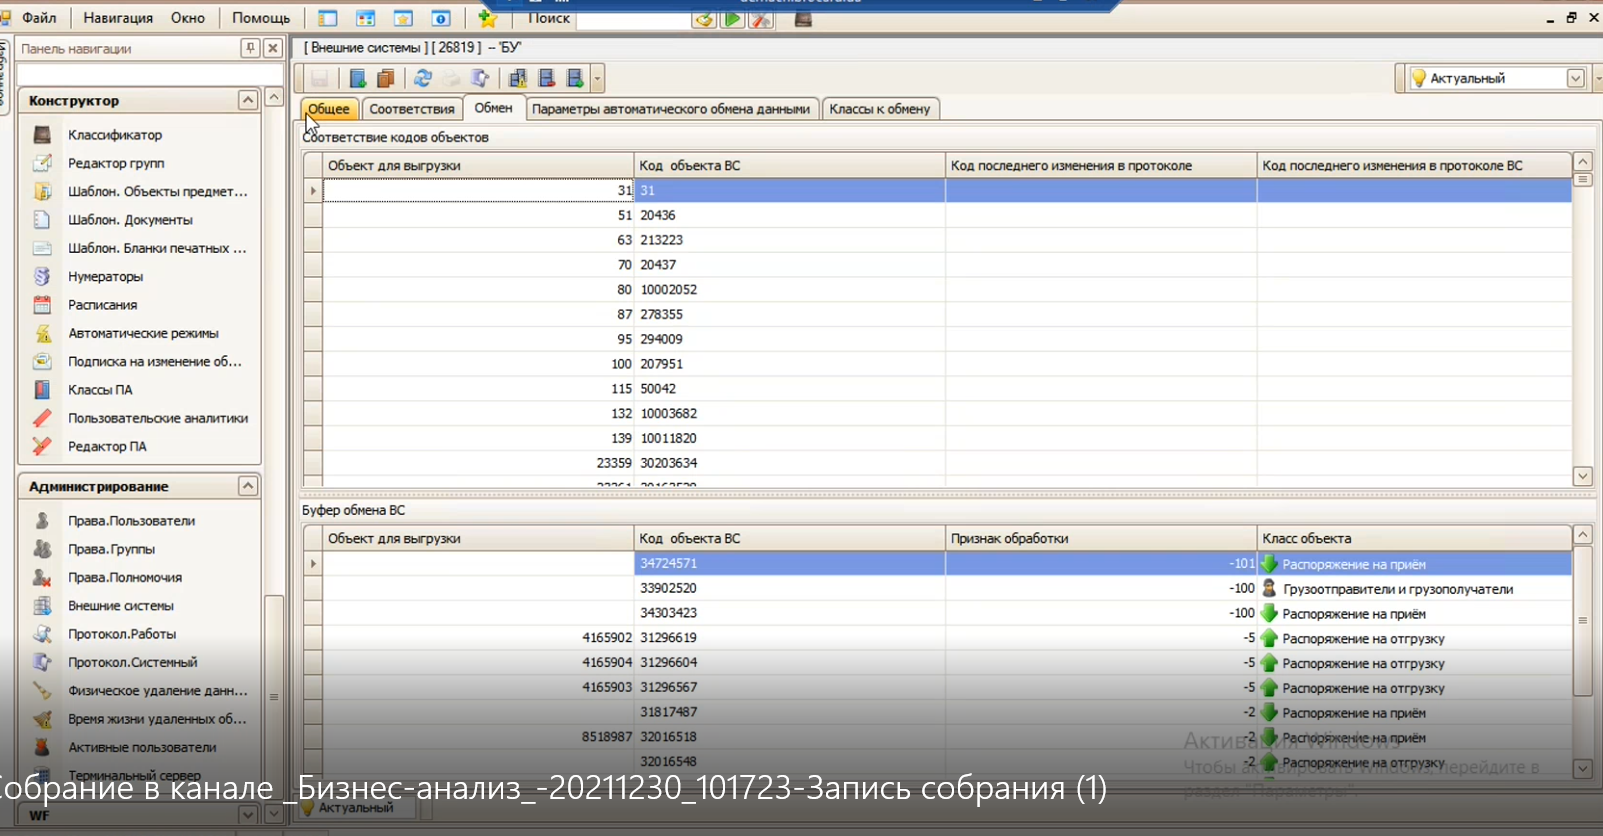 Файл Навигация Окно Помощь Поиск
Панель навигации
[ Внешние системы ] [ 26819 ] -- 'БУ'
Актуальный
Общее Соответствия Обмен Параметры автоматического обмена данными Классы к обмену
Конструктор
Классификатор
Редактор групп
Шаблон. Объекты предмет...
Шаблон. Документы
Шаблон. Бланки печатных ...
Нумераторы
Расписания
Автоматические режимы
Подписка на изменение об...
Классы ПА
Пользовательские аналитики
Редактор ПА
Администрирование
Права.Пользователи
Права.Группы
Права.Полномочия
Внешние системы
Протокол.Работы
Протокол.Системный
Физическое удаление данн...
Время жизни удаленных об...
Активные пользователи
Терминальный сервер
WF
Соответствие кодов объектов
Объект для выгрузки Код объекта ВС Код последнего изменения в протоколе Код последнего изменения в протоколе ВС
31 31
51 20436
63 213223
70 20437
80 10002052
87 278355
95 294009
100 207951
115 50042
132 10003682
139 10011820
23359 30203634
Буфер обмена ВС
Объект для выгрузки Код объекта ВС Признак обработки Класс объекта
34724571 -101 Распоряжение на приём
33902520 -100 Грузоотправители и грузополучатели
34303423 -100 Распоряжение на приём
4165902 31296619 -5 Распоряжение на отгрузку
4165904 31296604 -5 Распоряжение на отгрузку
4165903 31296567 -5 Распоряжение на отгрузку
31817487 -2 Распоряжение на приём
8518987 32016518 -2 Распоряжение на приём
32016548 -2 Распоряжение на отгрузку
Активация Windows
Чтобы активировать Windows, перейдите в
раздел "Параметры".
Собрание в канале _Бизнес-анализ_-20211230_101723-Запись собрания (1)
Актуальный